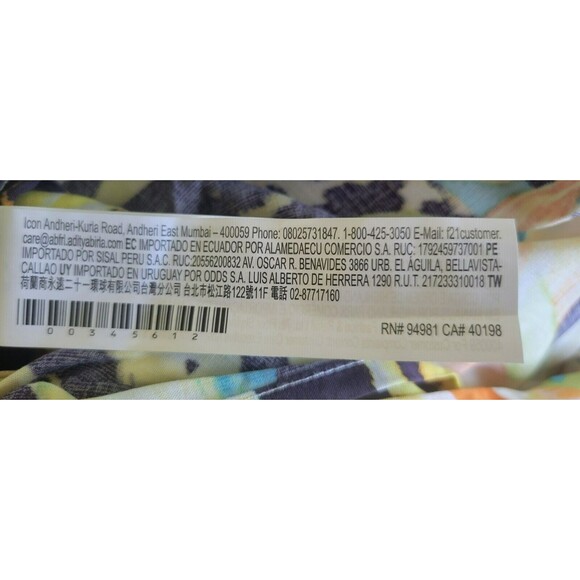 Icon Andheri-Kurla Road, Andheri East Mumbai – 400059 Phone: 08025731847. 1-800-425-3050 E-Mail: f21customer.
care@abfrl.adityabirla.com EC IMPORTADO EN ECUADOR POR ALAMEDAECU COMERCIO S.A. RUC: 1792459737001 PE
IMPORTADO POR SISAL PERU S.A.C. RUC:20556200832 AV. OSCAR R. BENAVIDES 3866 URB. EL ÁGUILA, BELLAVISTA-
CALLAO UY IMPORTADO EN URUGUAY POR ODDS S.A. LUIS ALBERTO DE HERRERA 1290 R.U.T. 217233310018 TW
荷蘭商永遠二十一環球有限公司台灣分公司 台北市松江路122號11F 電話 02-87717160
00345612
RN# 94981 CA# 40198